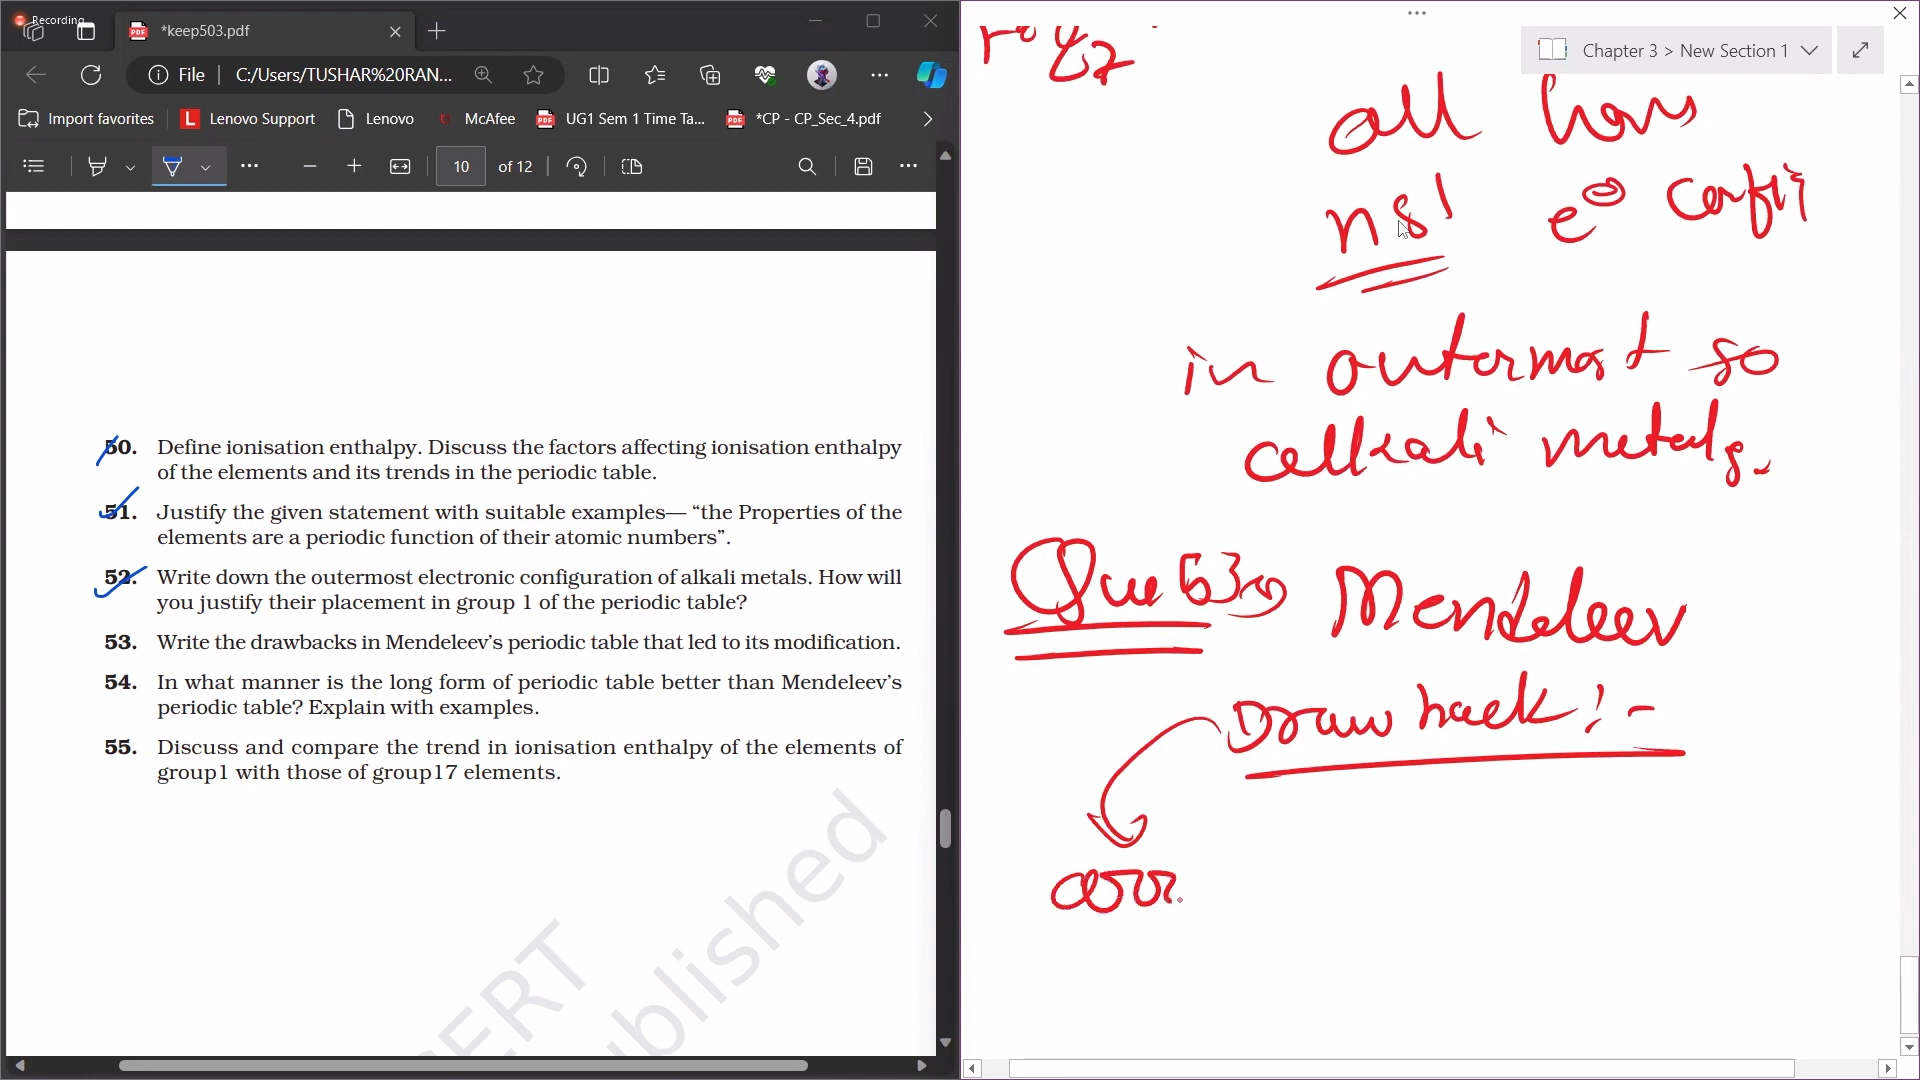 Recording
*keep503.pdf
File
C:/Users/TUSHAR%20RAN...
Import favorites
Lenovo Support
Lenovo
McAfee
UG1 Sem 1 Time Ta...
*CP - CP_Sec_4.pdf
10 of 12
50. Define ionisation enthalpy. Discuss the factors affecting ionisation enthalpy
of the elements and its trends in the periodic table.
51. Justify the given statement with suitable examples— “the Properties of the
elements are a periodic function of their atomic numbers”.
52. Write down the outermost electronic configuration of alkali metals. How will
you justify their placement in group 1 of the periodic table?
53. Write the drawbacks in Mendeleev’s periodic table that led to its modification.
54. In what manner is the long form of periodic table better than Mendeleev’s
periodic table? Explain with examples.
55. Discuss and compare the trend in ionisation enthalpy of the elements of
group1 with those of group17 elements.
ublished
Chapter 3 > New Section 1
all
ns¹ e⊖ config
in outermost so
alkali metals.
Que 53 Mendeleev
Drawback :-